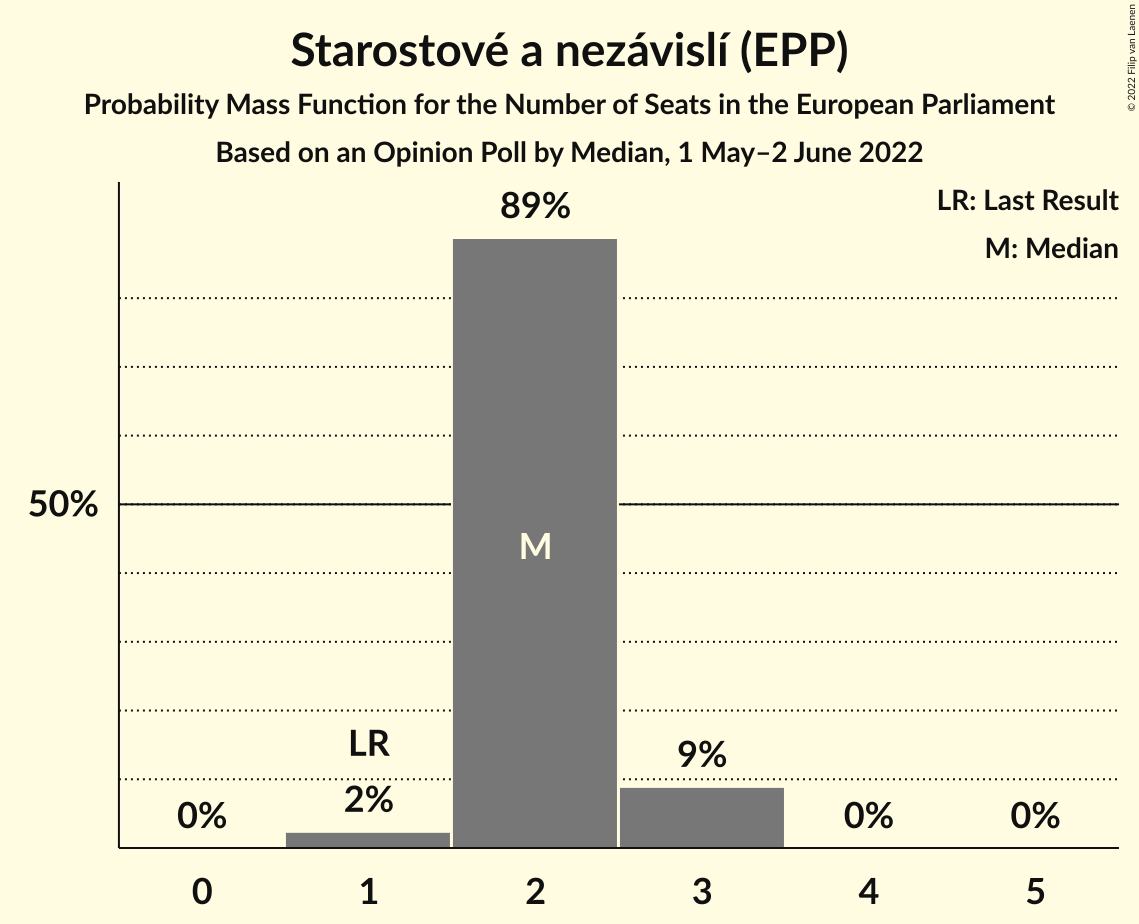 Starostové a nezávislí (EPP)
Probability Mass Function for the Number of Seats in the European Parliament
Based on an Opinion Poll by Median, 1 May–2 June 2022
© 2022 Filip van Laenen
LR: Last Result
M: Median
89%
50%
M
LR
9%
2%
0%
0%
0%
0
1
2
3
4
5